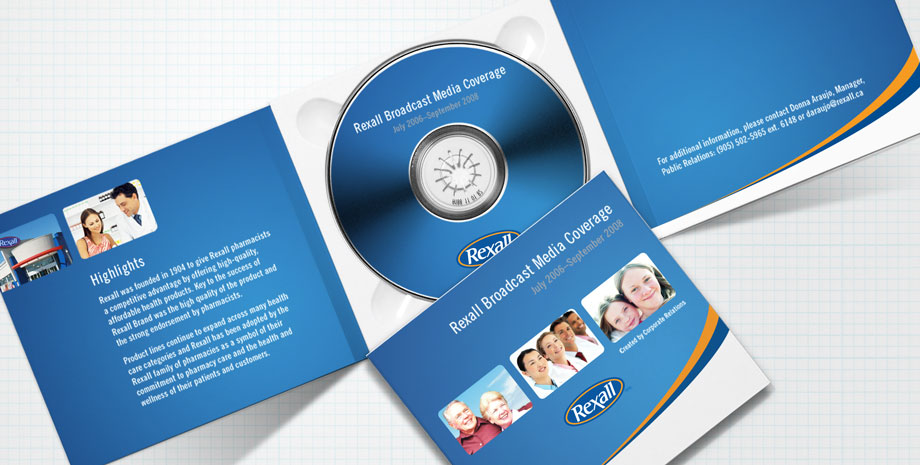 Rexall
Highlights
Rexall was founded in 1904 to give Rexall pharmacists
a competitive advantage by offering high-quality,
affordable health products. Key to the success of
Rexall Brand was the high quality of the product and
the strong endorsement by pharmacists.
Product lines continue to expand across many health
care categories and Rexall has been adopted by the
Rexall family of pharmacies as a symbol of their
commitment to pharmacy care and the health and
wellness of their patients and customers.
Rexall Broadcast Media Coverage
July 2006–September 2008
Rexall
For additional information, please contact Donna Araujo, Manager,
Public Relations: (905) 502-5965 ext. 6148 or daraujo@rexall.ca
Rexall Broadcast Media Coverage
July 2006–September 2008
Created by Corporate Relations
Rexall